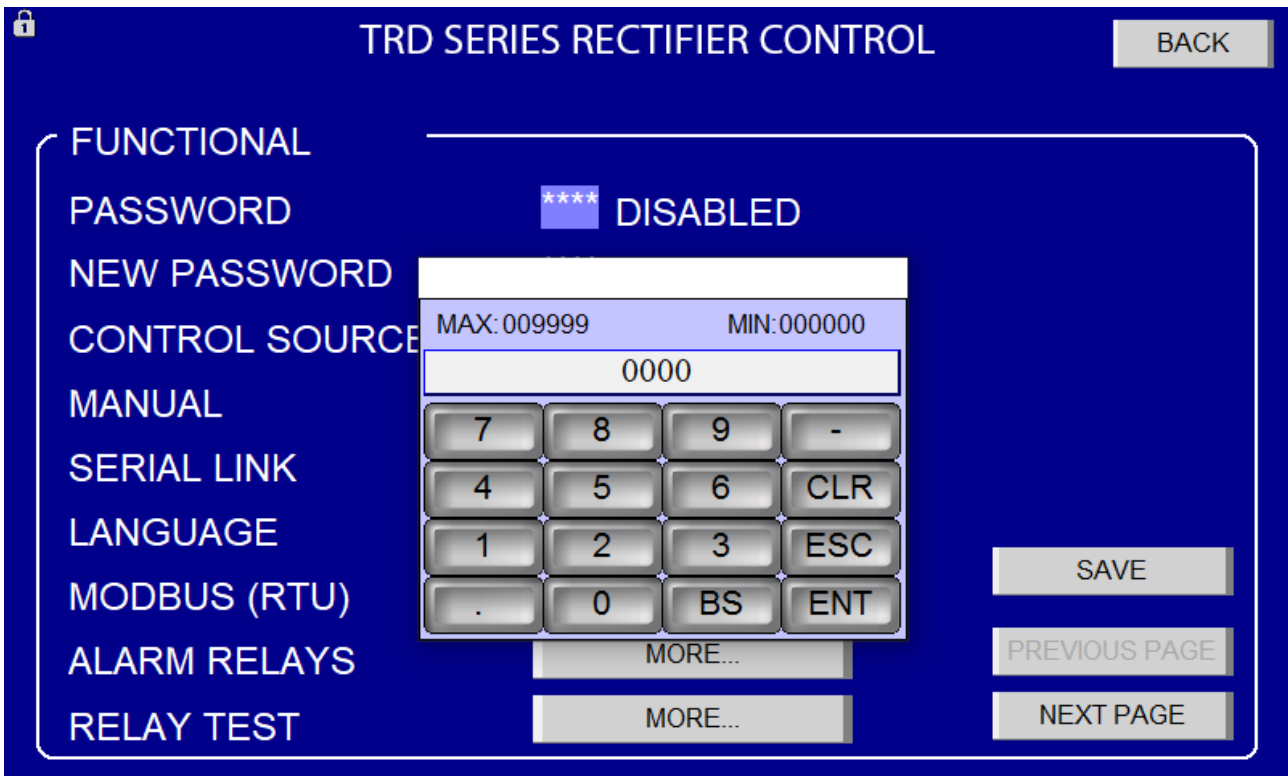 1
TRD SERIES RECTIFIER CONTROL
BACK
FUNCTIONAL
PASSWORD **** DISABLED
NEW PASSWORD
CONTROL SOURCE
MAX:009999 MIN:000000
0000
MANUAL
7 8 9 -
SERIAL LINK
4 5 6 CLR
LANGUAGE
1 2 3 ESC
SAVE
MODBUS (RTU)
. 0 BS ENT
ALARM RELAYS MORE... PREVIOUS PAGE
RELAY TEST MORE... NEXT PAGE